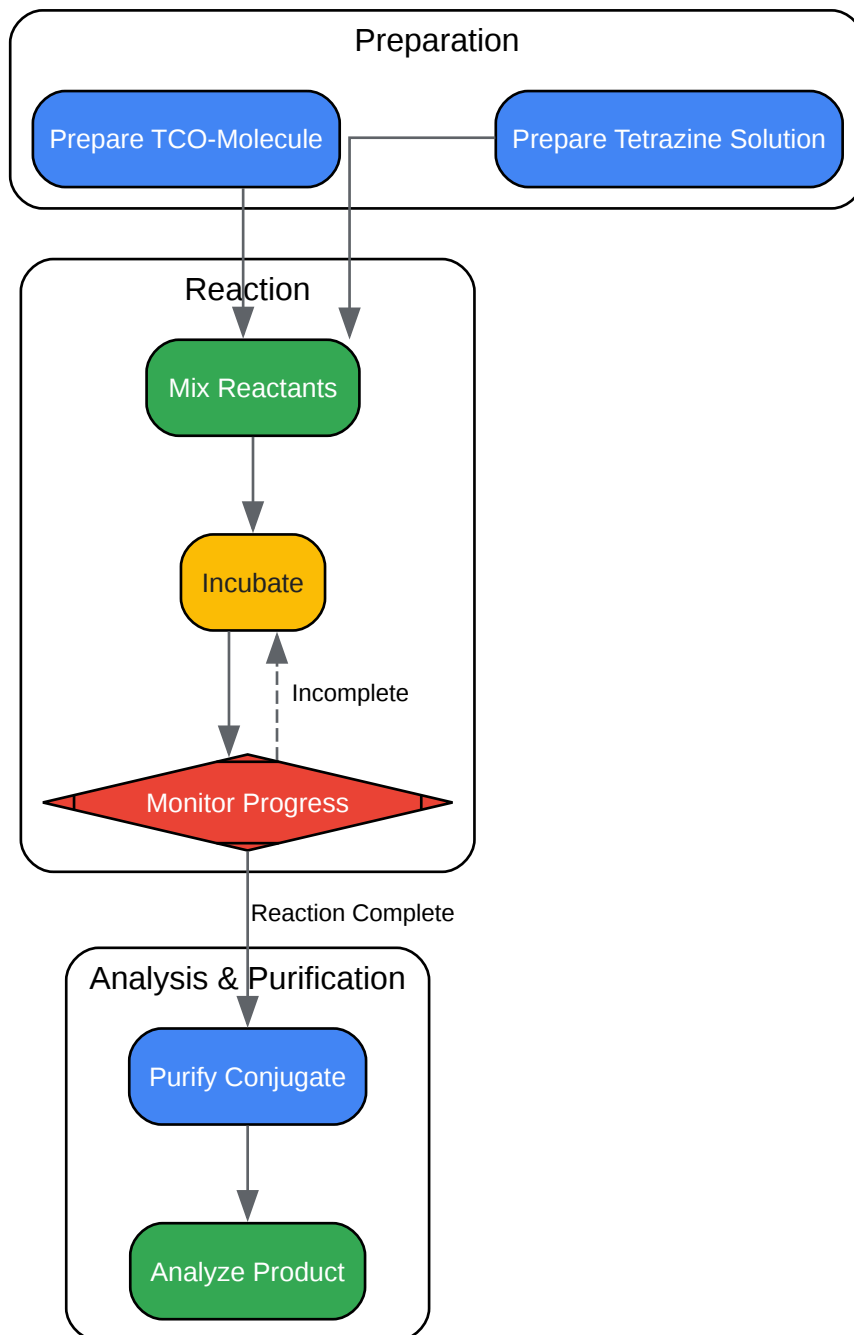 Preparation
Prepare TCO-Molecule
Prepare Tetrazine Solution
Reaction
Mix Reactants
Incubate
Incomplete
Monitor Progress
Reaction Complete
Analysis & Purification
Purify Conjugate
Analyze Product